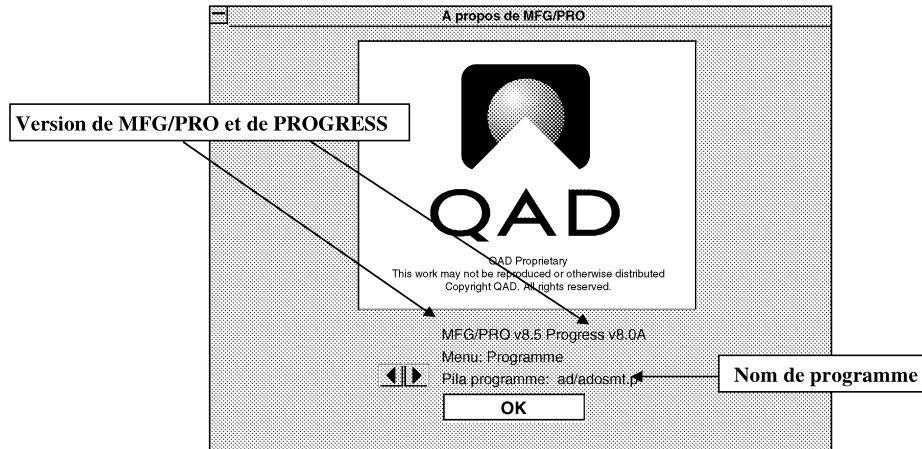 A propos de MFG/PRO
Version de MFG/PRO et de PROGRESS
QAD
QAD Proprietary
This work may not be reproduced or otherwise distributed
Copyright QAD. All rights reserved.
MFG/PRO v8.5 Progress v8.0A
Menu: Programme
Pila programme: ad/adosmt.p
Nom de programme
OK